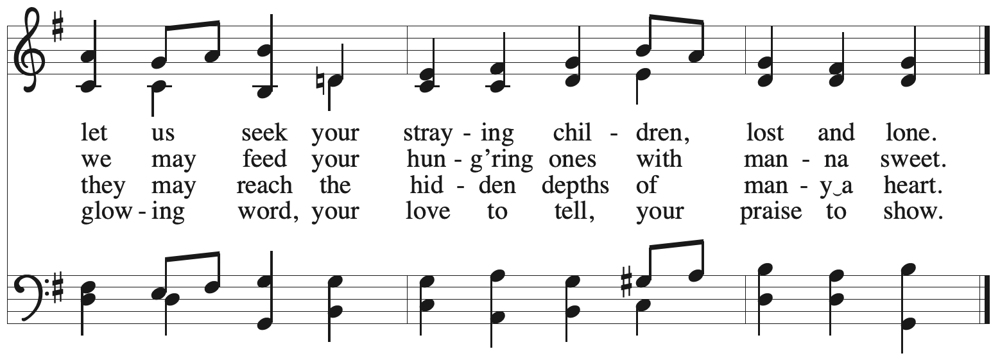 let us seek your stray - ing chil - dren, lost and lone.
we may feed your hun - g’ring ones with man - na sweet.
they may reach the hid - den depths of man - y‿a heart.
glow - ing word, your love to tell, your praise to show.